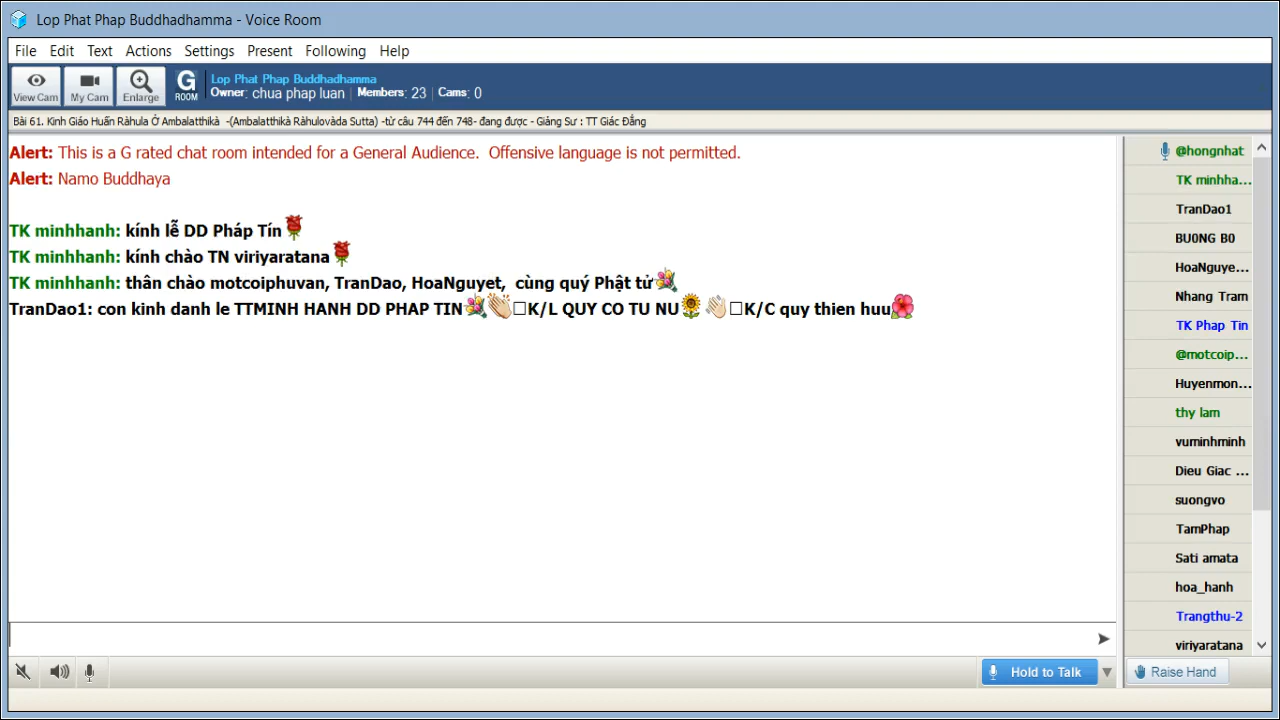 Lop Phat Phap Buddhadhamma - Voice Room
File Edit Text Actions Settings Present Following Help
View Cam My Cam Enlarge G ROOM
Lop Phat Phap Buddhadhamma
Owner: chua phap luan Members: 23 Cams: 0
Bài 61. Kinh Giáo Huấn Ràhula Ở Ambalatthikà -(Ambalatthikà Ràhulovàda Sutta) -từ câu 744 đến 748- đang được - Giảng Sư : TT Giác Đẳng
Alert: This is a G rated chat room intended for a General Audience. Offensive language is not permitted.
Alert: Namo Buddhaya
TK minhhanh: kính lễ DD Pháp Tín
TK minhhanh: kính chào TN viriyaratana
TK minhhanh: thân chào motcoiphuvan, TranDao, HoaNguyet, cùng quý Phật tử
TranDao1: con kinh danh le TTMINH HANH DD PHAP TIN K/L QUY CO TU NU K/C quy thien huu
@hongnhat
TK minhha...
TranDao1
BU0NG B0
HoaNguye...
Nhang Tram
TK Phap Tin
@motcoip...
Huyenmon...
thy lam
vuminhminh
Dieu Giac ...
suongvo
TamPhap
Sati amata
hoa_hanh
Trangthu-2
viriyaratana
Hold to Talk
Raise Hand